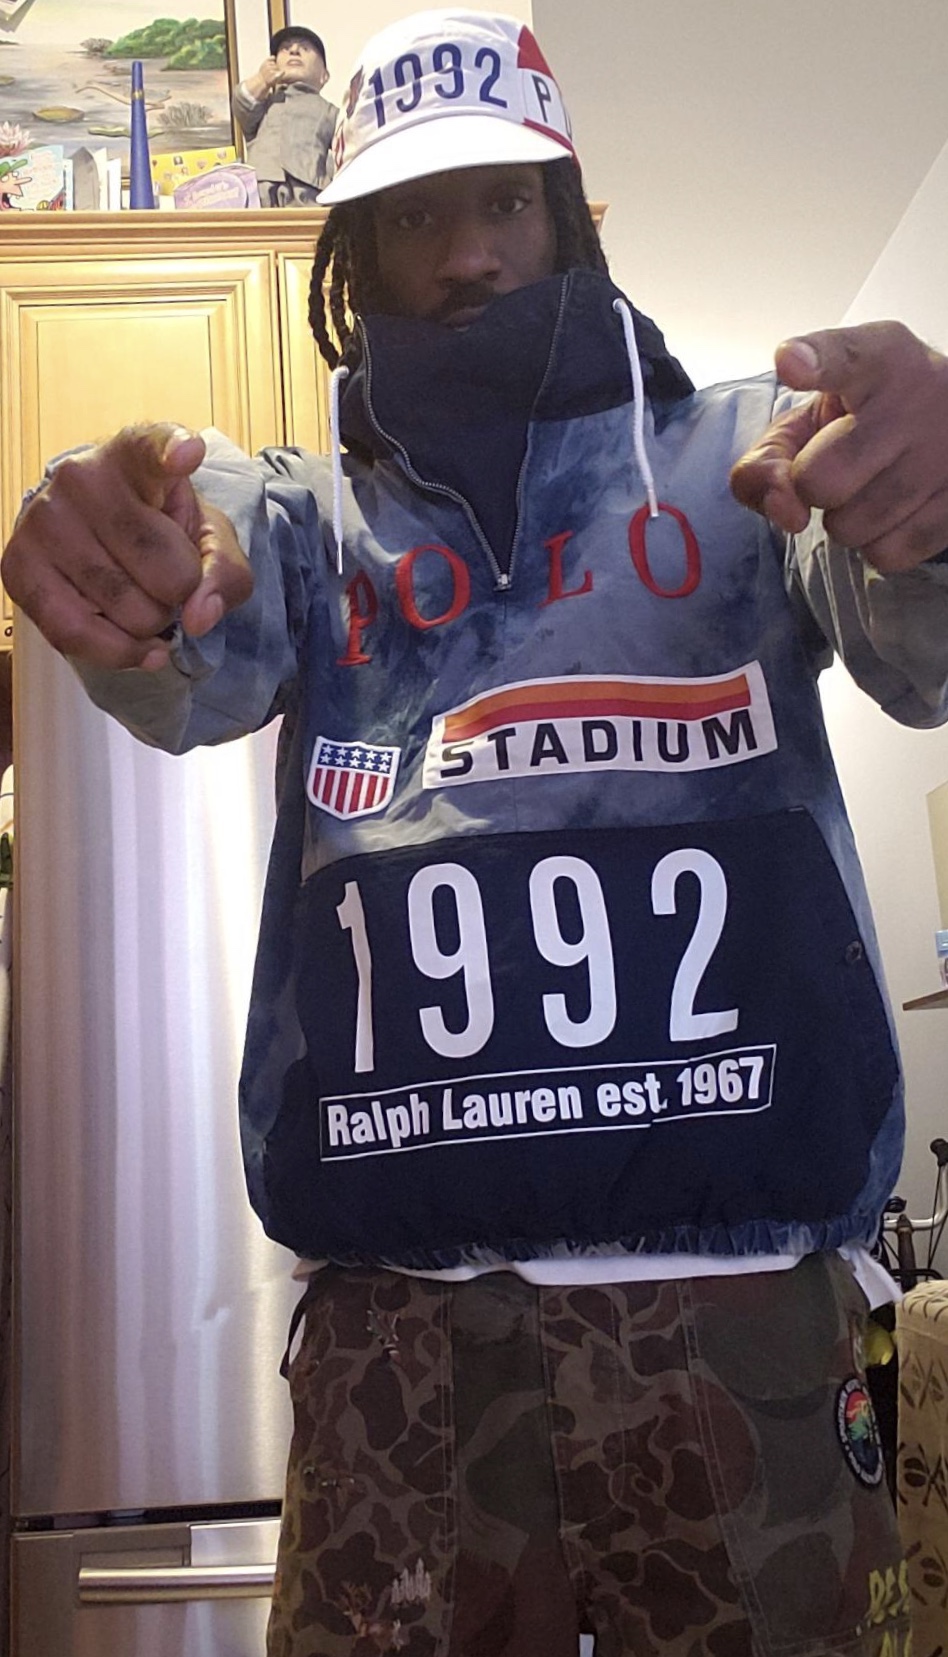 1992
P
POLO
STADIUM
1992
Ralph Lauren est. 1967